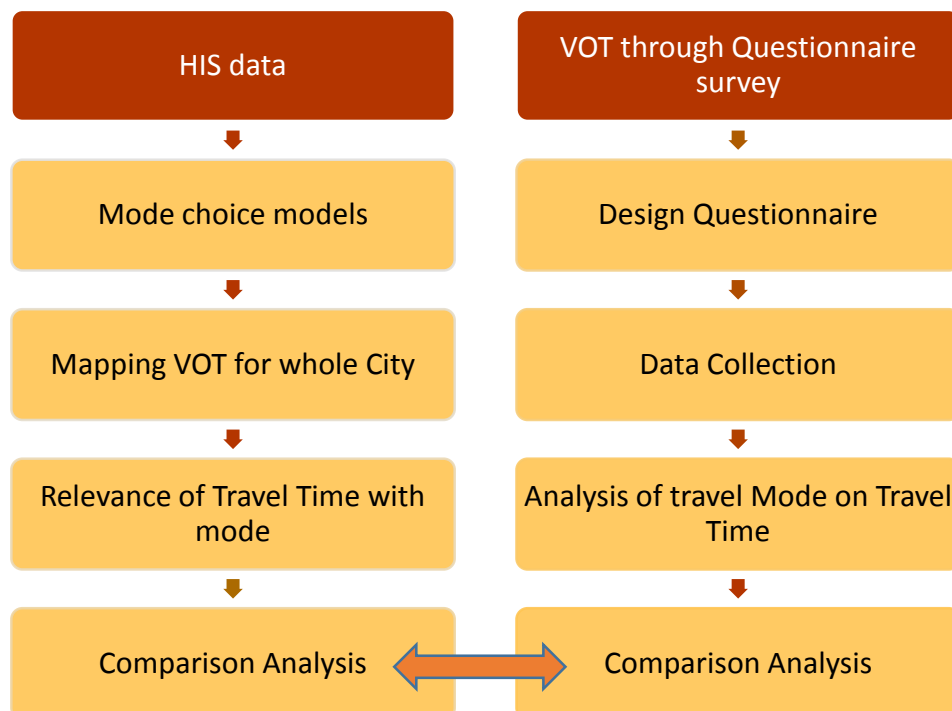 HIS data
Mode choice models
Mapping VOT for whole City
Relevance of Travel Time with
mode
Comparison Analysis
VOT through Questionnaire
survey
Design Questionnaire
Data Collection
Analysis of travel Mode on Travel
Time
Comparison Analysis